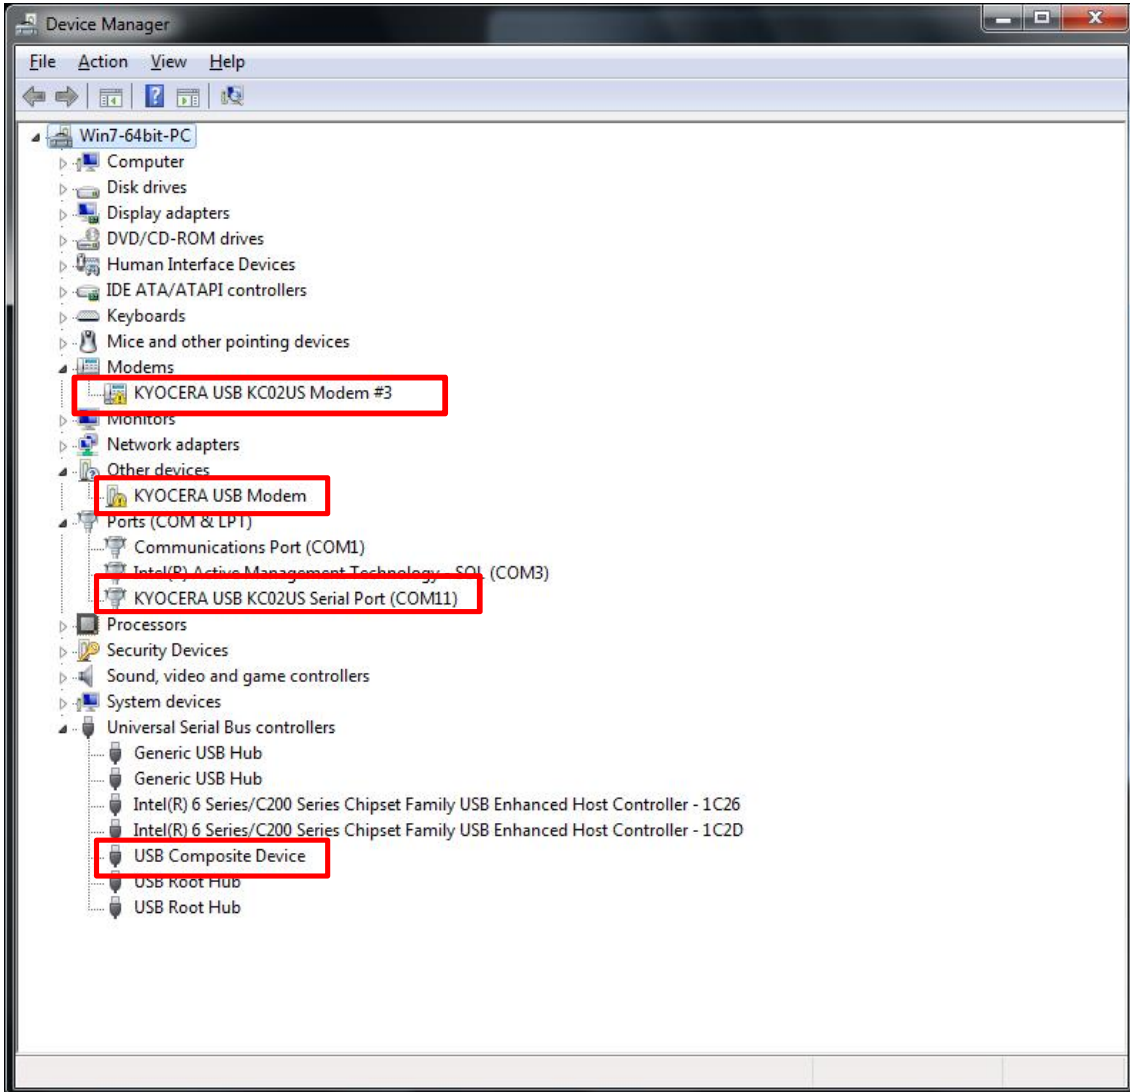 Device Manager
File Action View Help
Win7-64bit-PC
Computer
Disk drives
Display adapters
DVD/CD-ROM drives
Human Interface Devices
IDE ATA/ATAPI controllers
Keyboards
Mice and other pointing devices
Modems
KYOCERA USB KC02US Modem #3
Monitors
Network adapters
Other devices
KYOCERA USB Modem
Ports (COM & LPT)
Communications Port (COM1)
Intel(R) Active Management Technology - SOL (COM3)
KYOCERA USB KC02US Serial Port (COM11)
Processors
Security Devices
Sound, video and game controllers
System devices
Universal Serial Bus controllers
Generic USB Hub
Generic USB Hub
Intel(R) 6 Series/C200 Series Chipset Family USB Enhanced Host Controller - 1C26
Intel(R) 6 Series/C200 Series Chipset Family USB Enhanced Host Controller - 1C2D
USB Composite Device
USB Root Hub
USB Root Hub